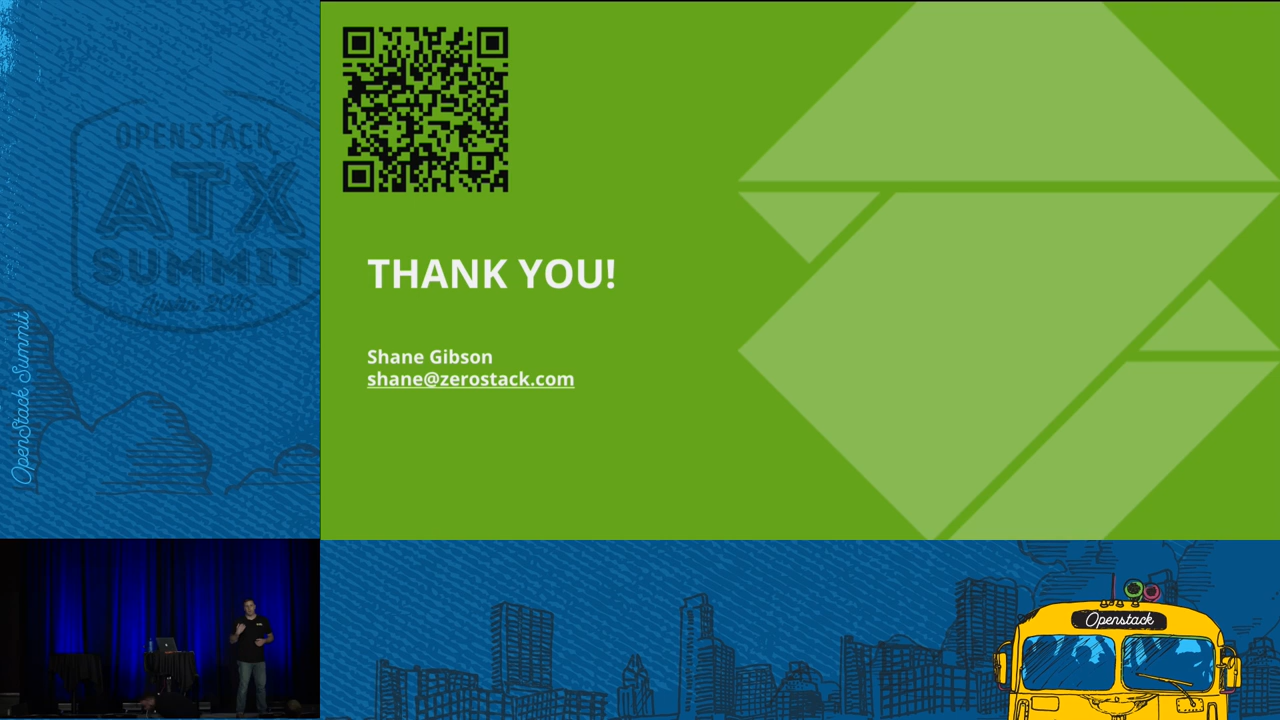 OPENSTACK
ATX
SUMMIT
Austin 2016
OpenStack Summit
THANK YOU!
Shane Gibson
shane@zerostack.com
Openstack